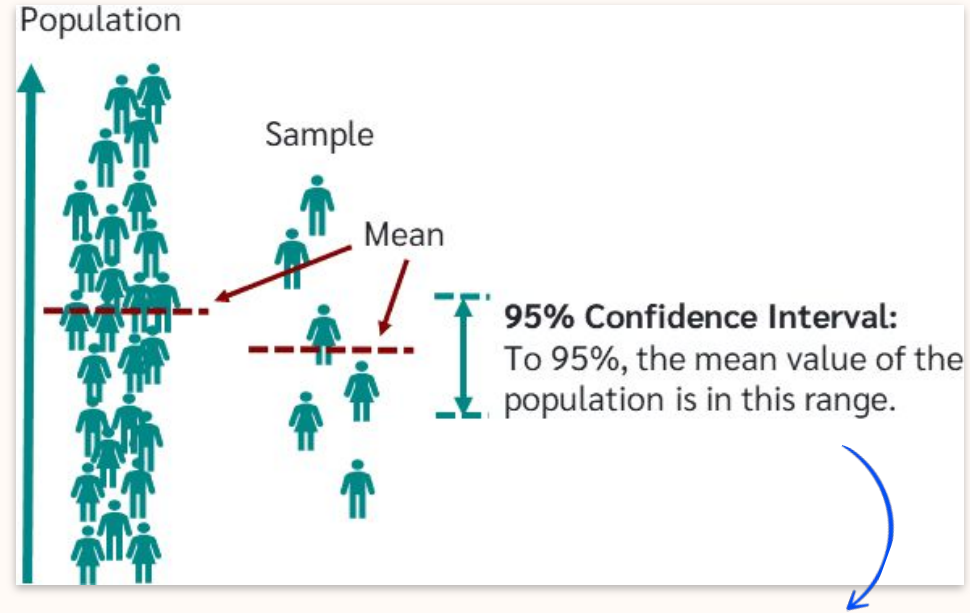 Population
Sample
Mean
95% Confidence Interval:
To 95%, the mean value of the
population is in this range.